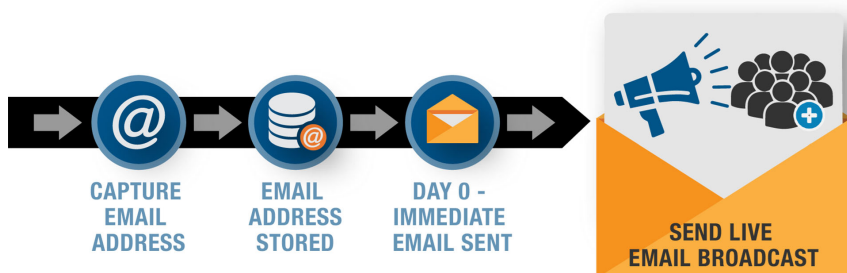 @
@
CAPTURE
EMAIL
ADDRESS
EMAIL
ADDRESS
STORED
DAY 0 -
IMMEDIATE
EMAIL SENT
SEND LIVE
EMAIL BROADCAST